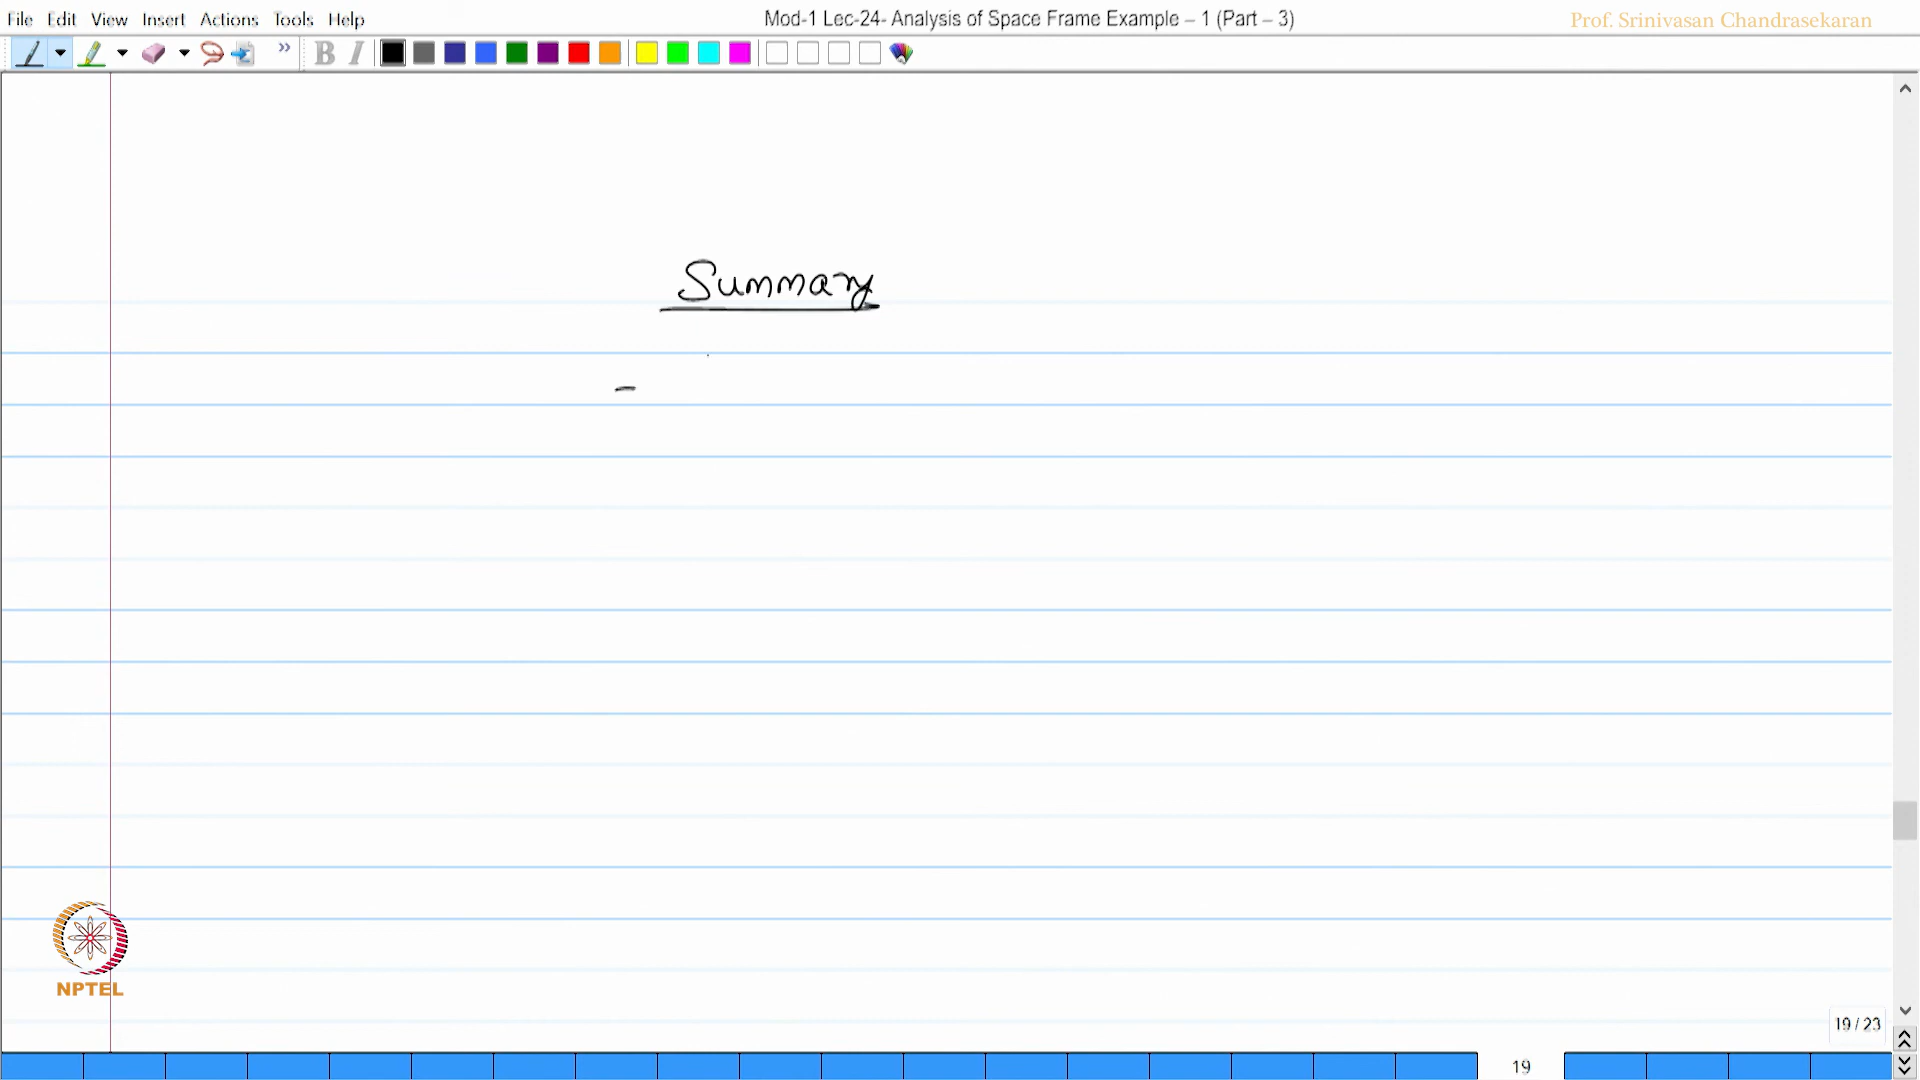 File Edit View Insert Actions Tools Help
Mod-1 Lec-24- Analysis of Space Frame Example – 1 (Part – 3)
Prof. Srinivasan Chandrasekaran
B I
Summary
-
NPTEL
19 / 23
19